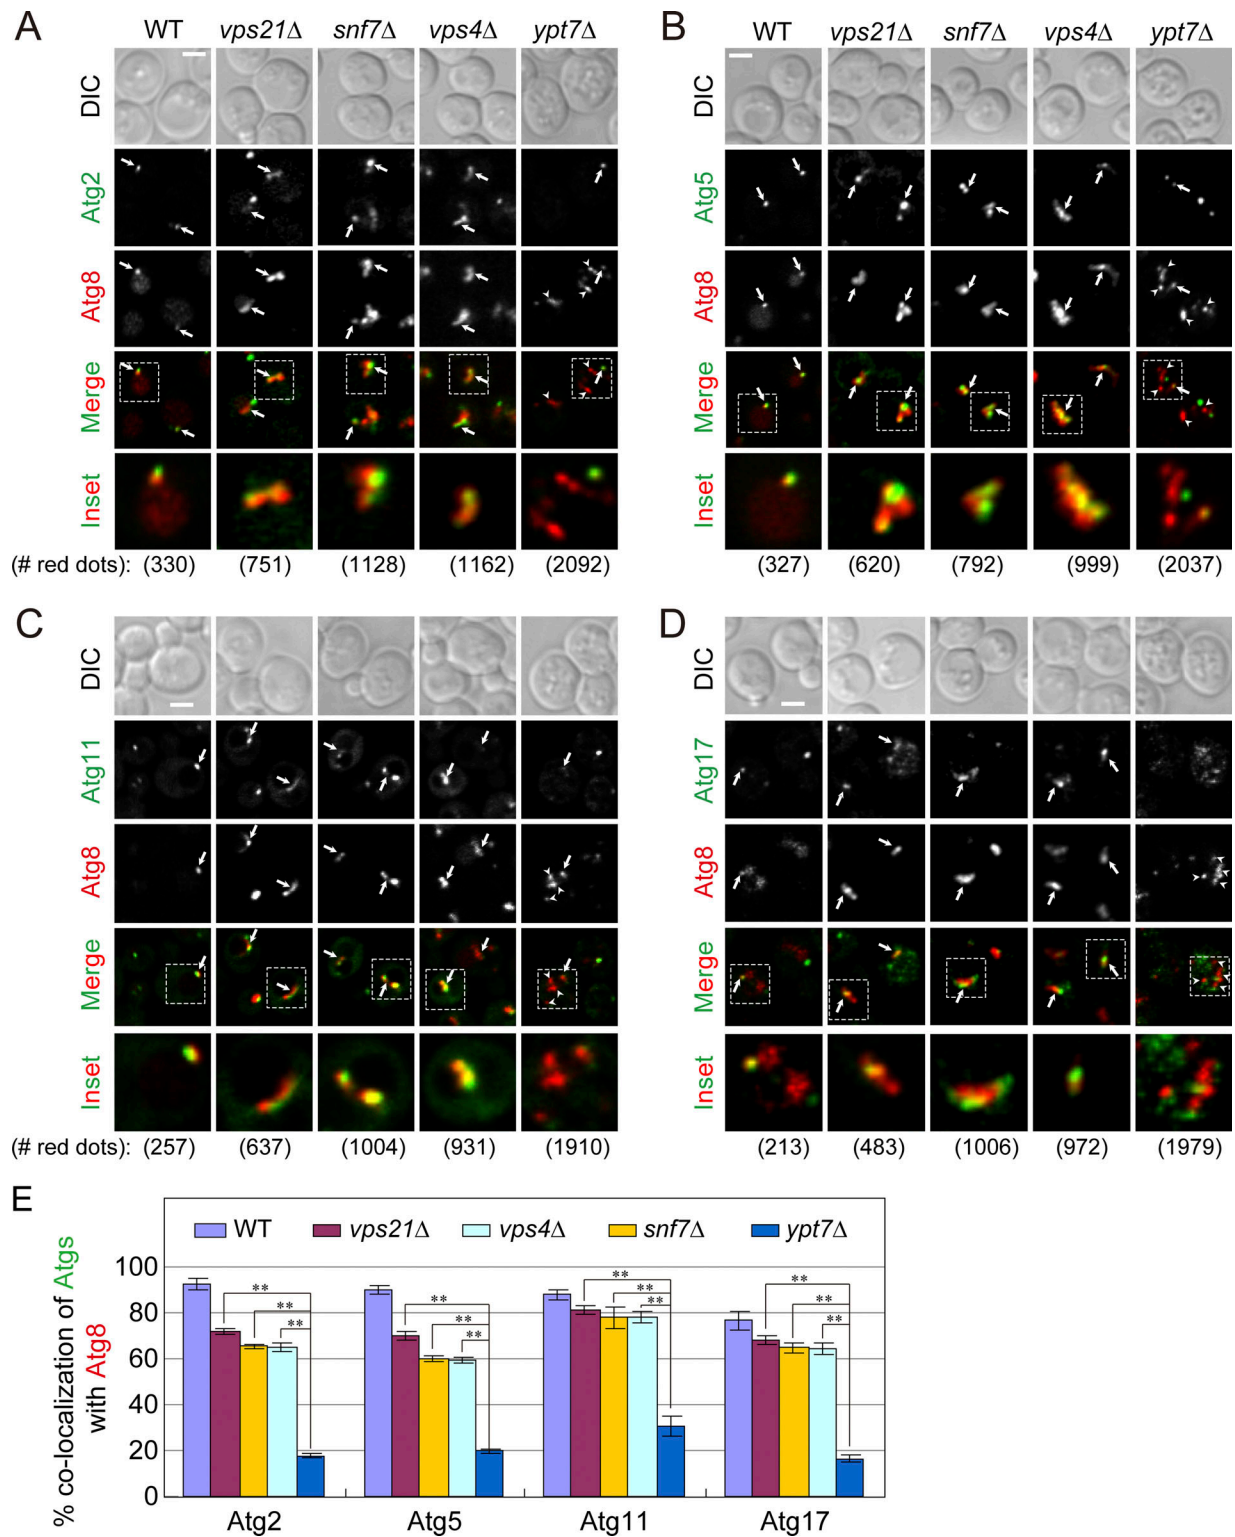 A
WT vps21Δ snf7Δ vps4Δ ypt7Δ
DIC
Atg2
Atg8
Merge
Inset
(# red dots): (330) (751) (1128) (1162) (2092)
B
WT vps21Δ snf7Δ vps4Δ ypt7Δ
DIC
Atg5
Atg8
Merge
Inset
(327) (620) (792) (999) (2037)
C
DIC
Atg11
Atg8
Merge
Inset
(# red dots): (257) (637) (1004) (931) (1910)
D
DIC
Atg17
Atg8
Merge
Inset
(213) (483) (1006) (972) (1979)
E
WT vps21Δ vps4Δ snf7Δ ypt7Δ
% co-localization of Atgs
with Atg8
100
80
60
40
20
0
** ** **
** ** **
** ** **
** ** **
Atg2 Atg5 Atg11 Atg17